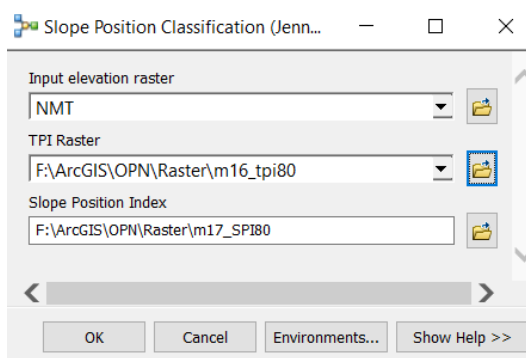 Slope Position Classification (Jenn...
Input elevation raster
NMT
TPI Raster
F:\ArcGIS\OPN\Raster\m16_tpi80
Slope Position Index
F:\ArcGIS\OPN\Raster\m17_SPI80
OK Cancel Environments... Show Help >>